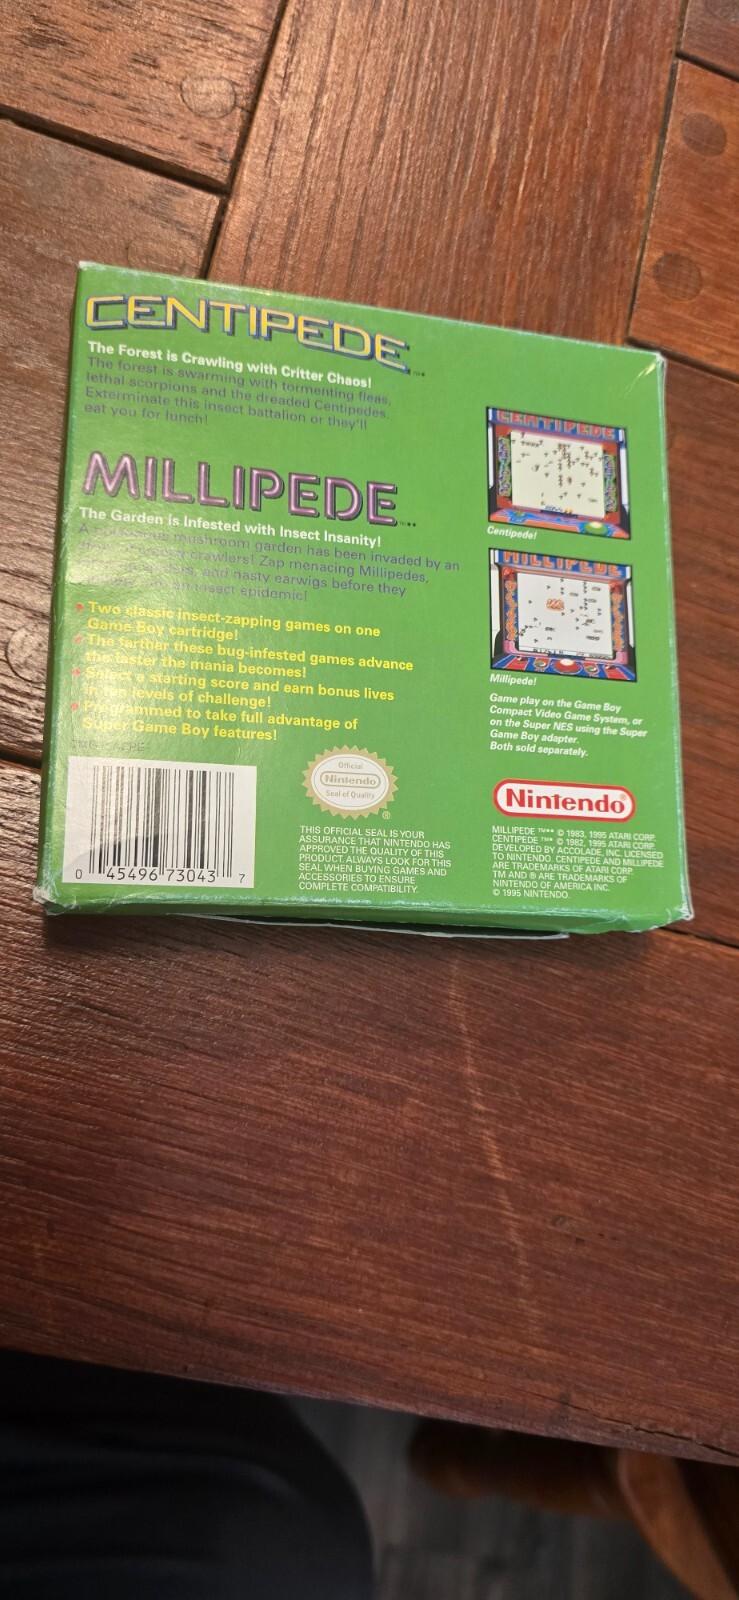 CENTIPEDE™*
The Forest is Crawling with Critter Chaos!
The forest is swarming with tormenting fleas,
lethal scorpions and the dreaded Centipedes.
Exterminate this insect battalion or they'll
eat you for lunch!
MILLIPEDE™**
The Garden is Infested with Insect Insanity!
A mushroom garden has been invaded by an
crawlers! Zap menacing Millipedes,
and nasty earwigs before they
an insect epidemic!
• Two classic insect-zapping games on one
Game Boy cartridge!
• The farther these bug-infested games advance
the faster the mania becomes!
• Select a starting score and earn bonus lives
in ten levels of challenge!
• Programmed to take full advantage of
Super Game Boy features!
0 45496 73043 7
Official
Nintendo
Seal of Quality
®
THIS OFFICIAL SEAL IS YOUR
ASSURANCE THAT NINTENDO HAS
APPROVED THE QUALITY OF THIS
PRODUCT. ALWAYS LOOK FOR THIS
SEAL WHEN BUYING GAMES AND
ACCESSORIES TO ENSURE
COMPLETE COMPATIBILITY.
CENTIPEDE
Centipede!
MILLIPEDE
Millipede!
Game play on the Game Boy
Compact Video Game System, or
on the Super NES using the Super
Game Boy adapter.
Both sold separately.
Nintendo®
MILLIPEDE ™** © 1983, 1995 ATARI CORP.
CENTIPEDE ™* © 1982, 1995 ATARI CORP.
DEVELOPED BY ACCOLADE, INC. LICENSED
TO NINTENDO. CENTIPEDE AND MILLIPEDE
ARE TRADEMARKS OF ATARI CORP.
TM AND ® ARE TRADEMARKS OF
NINTENDO OF AMERICA INC.
© 1995 NINTENDO.